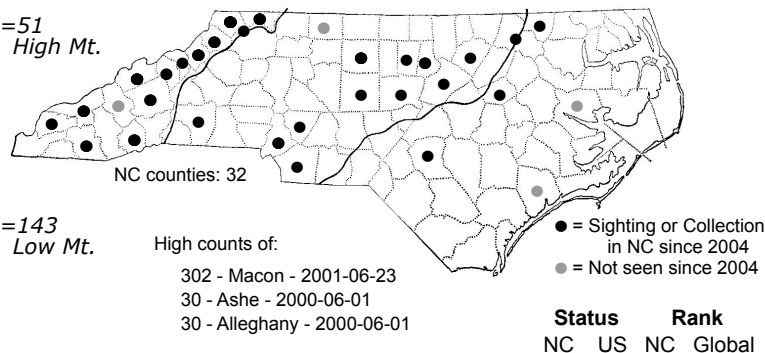 =51
High Mt.
NC counties: 32
=143
Low Mt.
High counts of:
302 - Macon - 2001-06-23
30 - Ashe - 2000-06-01
30 - Alleghany - 2000-06-01
= Sighting or Collection
in NC since 2004
= Not seen since 2004
Status Rank
NC US NC Global